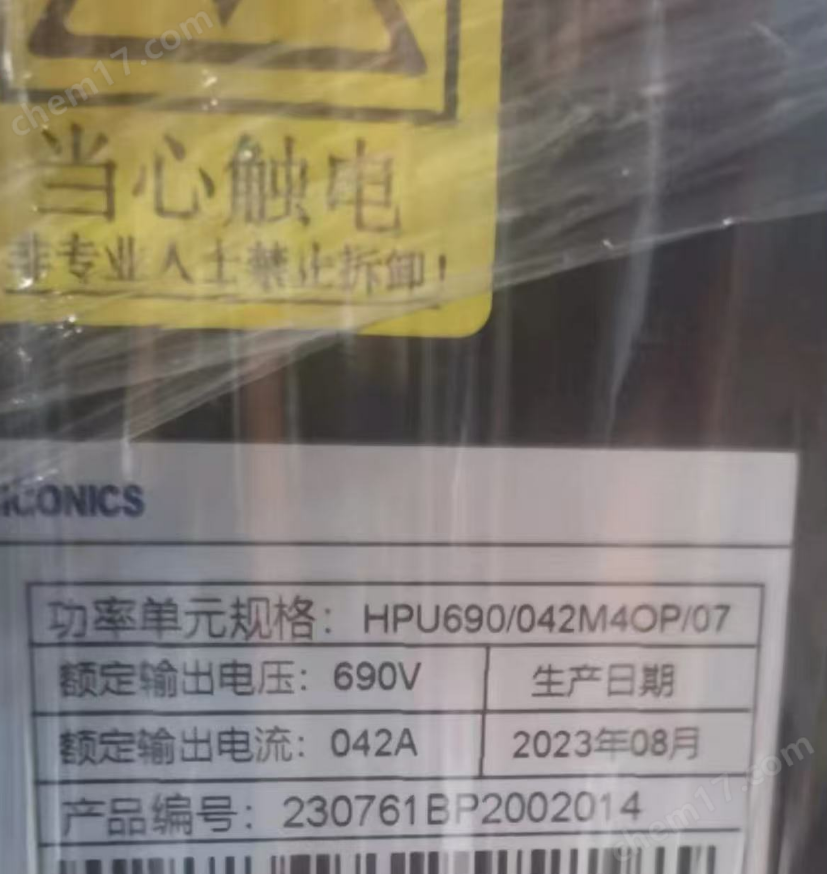 chem17.com
当心触电
非专业人士禁止拆卸!
ICONICS
功率单元规格: HPU690/042M4OP/07
额定输出电压: 690V
生产日期
额定输出电流: 042A
2023年08月
产品编号: 230761BP2002014
chem17.com